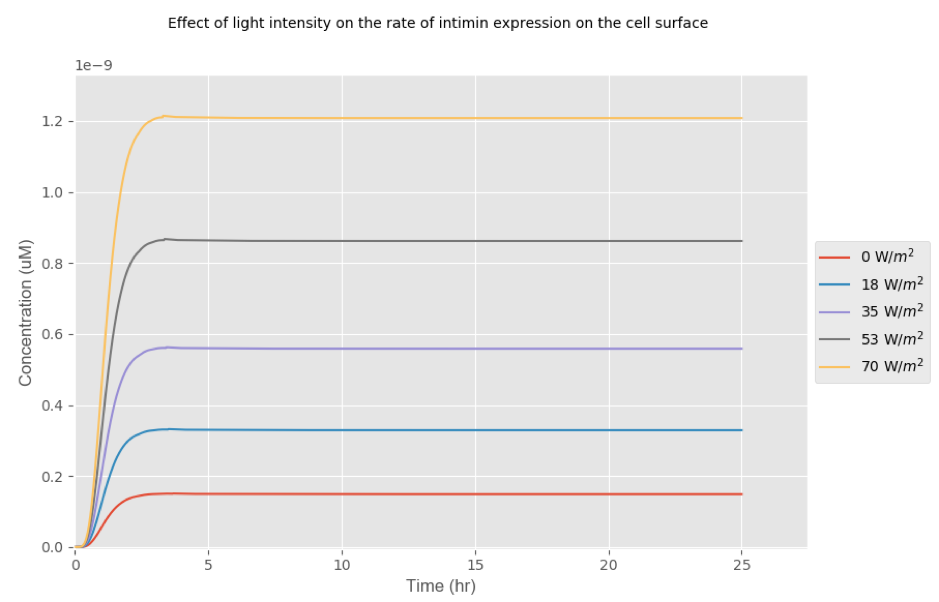 Effect of light intensity on the rate of intimin expression on the cell surface
1e−9
1.2
1.0
0.8
0.6
0.4
0.2
0.0
0 5 10 15 20 25
Concentration (uM)
Time (hr)
0 W/m²
18 W/m²
35 W/m²
53 W/m²
70 W/m²